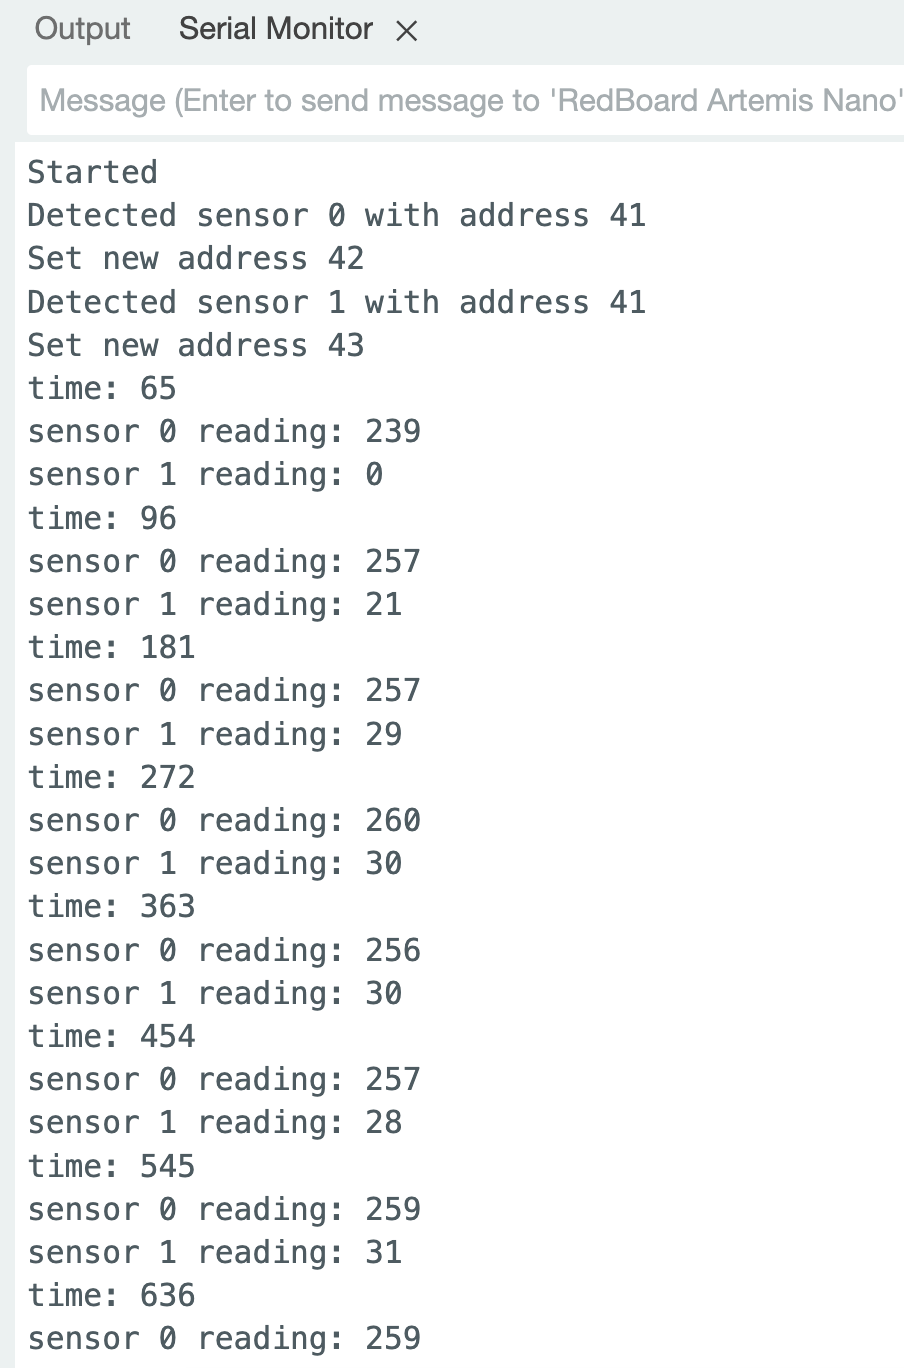 Output Serial Monitor
Message (Enter to send message to 'RedBoard Artemis Nano'
Started
Detected sensor 0 with address 41
Set new address 42
Detected sensor 1 with address 41
Set new address 43
time: 65
sensor 0 reading: 239
sensor 1 reading: 0
time: 96
sensor 0 reading: 257
sensor 1 reading: 21
time: 181
sensor 0 reading: 257
sensor 1 reading: 29
time: 272
sensor 0 reading: 260
sensor 1 reading: 30
time: 363
sensor 0 reading: 256
sensor 1 reading: 30
time: 454
sensor 0 reading: 257
sensor 1 reading: 28
time: 545
sensor 0 reading: 259
sensor 1 reading: 31
time: 636
sensor 0 reading: 259